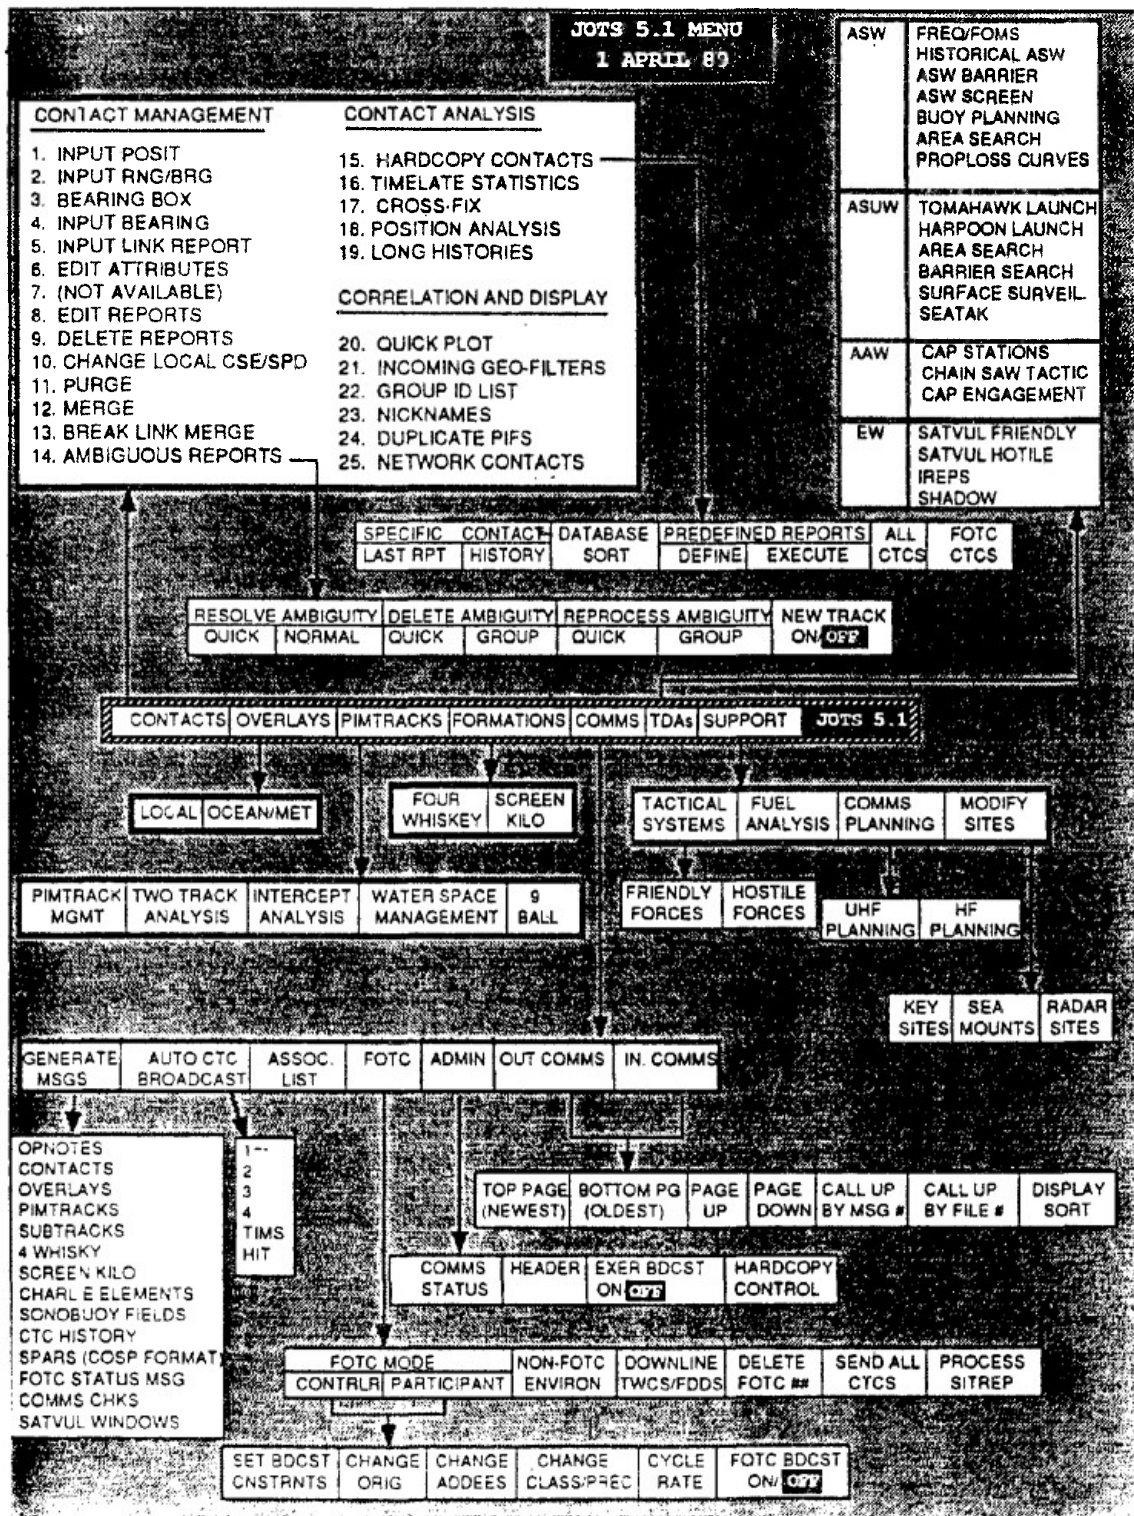 JOTS 5.1 MENU
1 APRIL 89
CONTACT MANAGEMENT
1. INPUT POSIT
2. INPUT RNG/BRG
3. BEARING BOX
4. INPUT BEARING
5. INPUT LINK REPORT
6. EDIT ATTRIBUTES
7. (NOT AVAILABLE)
8. EDIT REPORTS
9. DELETE REPORTS
10. CHANGE LOCAL CSE/SPD
11. PURGE
12. MERGE
13. BREAK LINK MERGE
14. AMBIGUOUS REPORTS
CONTACT ANALYSIS
15. HARDCOPY CONTACTS
16. TIMELATE STATISTICS
17. CROSS-FIX
18. POSITION ANALYSIS
19. LONG HISTORIES
CORRELATION AND DISPLAY
20. QUICK PLOT
21. INCOMING GEO-FILTERS
22. GROUP ID LIST
23. NICKNAMES
24. DUPLICATE PIFS
25. NETWORK CONTACTS
ASW FREQ/FOMS
HISTORICAL ASW
ASW BARRIER
ASW SCREEN
BUOY PLANNING
AREA SEARCH
PROPLOSS CURVES
ASUW TOMAHAWK LAUNCH
HARPOON LAUNCH
AREA SEARCH
BARRIER SEARCH
SURFACE SURVEIL.
SEATAK
AAW CAP STATIONS
CHAIN SAW TACTIC
CAP ENGAGEMENT
EW SATVUL FRIENDLY
SATVUL HOTILE
IREPS
SHADOW
SPECIFIC CONTACT DATABASE PREDEFINED REPORTS ALL FOTC
LAST RPT HISTORY SORT DEFINE EXECUTE CTCS CTCS
RESOLVE AMBIGUITY DELETE AMBIGUITY REPROCESS AMBIGUITY NEW TRACK
QUICK NORMAL QUICK GROUP QUICK GROUP ON/OFF
CONTACTS OVERLAYS PIMTRACKS FORMATIONS COMMS TDAs SUPPORT JOTS 5.1
LOCAL OCEAN/MET
FOUR SCREEN
WHISKEY KILO
TACTICAL FUEL COMMS MODIFY
SYSTEMS ANALYSIS PLANNING SITES
PIMTRACK TWO TRACK INTERCEPT WATER SPACE 9
MGMT ANALYSIS ANALYSIS MANAGEMENT BALL
FRIENDLY HOSTILE
FORCES FORCES
UHF HF
PLANNING PLANNING
KEY SEA RADAR
SITES MOUNTS SITES
GENERATE AUTO CTC ASSOC. FOTC ADMIN OUT COMMS IN. COMMS
MSGS BROADCAST LIST
OPNOTES
CONTACTS
OVERLAYS
PIMTRACKS
SUBTRACKS
4 WHISKY
SCREEN KILO
CHARLIE ELEMENTS
SONOBUOY FIELDS
CTC HISTORY
SPARS (COSP FORMAT)
FOTC STATUS MSG
COMMS CHKS
SATVUL WINDOWS
1
2
3
4
TIMS
HIT
TOP PAGE BOTTOM PG PAGE PAGE CALL UP CALL UP DISPLAY
(NEWEST) (OLDEST) UP DOWN BY MSG # BY FILE # SORT
COMMS HEADER EXER BDCST HARDCOPY
STATUS ON/OFF CONTROL
FOTC MODE NON-FOTC DOWNLINE DELETE SEND ALL PROCESS
CONTRLR PARTICIPANT ENVIRON TWCS/FDDS FOTC ## CTCS SITREP
SET BDCST CHANGE CHANGE CHANGE CYCLE FOTC BDCST
CNSTRNTS ORIG ADDEES CLASS/PREC RATE ON/OFF